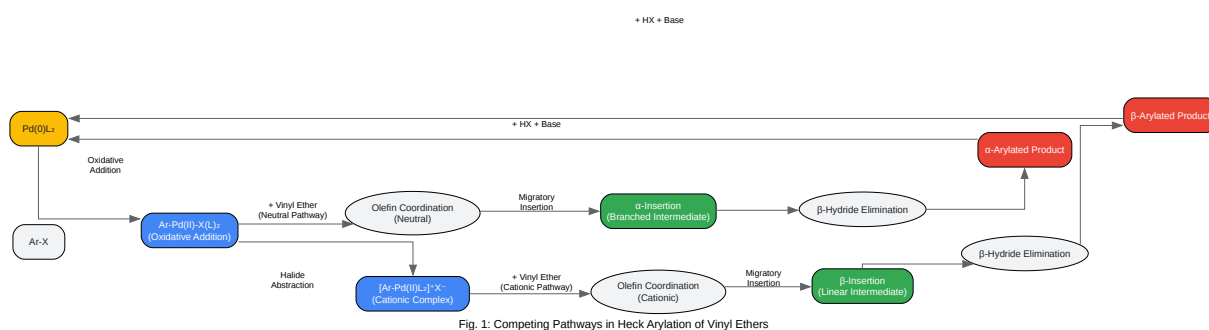 + HX + Base
β-Arylated Product
Pd(0)L₂
+ HX + Base
α-Arylated Product
Oxidative
Addition
+ Vinyl Ether
(Neutral Pathway)
Olefin Coordination
(Neutral)
Migratory
Insertion
α-Insertion
(Branched Intermediate)
β-Hydride Elimination
Ar-X
Ar-Pd(II)-X(L)₂
(Oxidative Addition)
β-Hydride Elimination
Halide
Abstraction
[Ar-Pd(II)L₂]⁺X⁻
(Cationic Complex)
+ Vinyl Ether
(Cationic Pathway)
Olefin Coordination
(Cationic)
Migratory
Insertion
β-Insertion
(Linear Intermediate)
Fig. 1: Competing Pathways in Heck Arylation of Vinyl Ethers